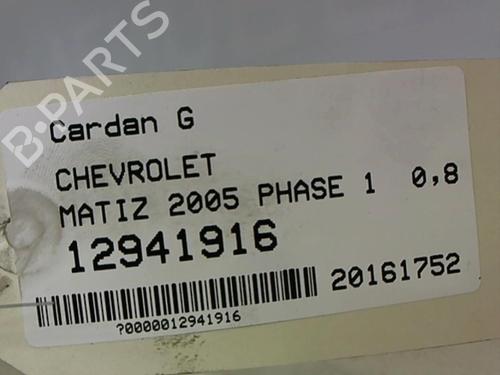 B-PARTS
Cardan G
CHEVROLET
MATIZ 2005 PHASE 1 0,8
12941916
20161752
?0000012941916